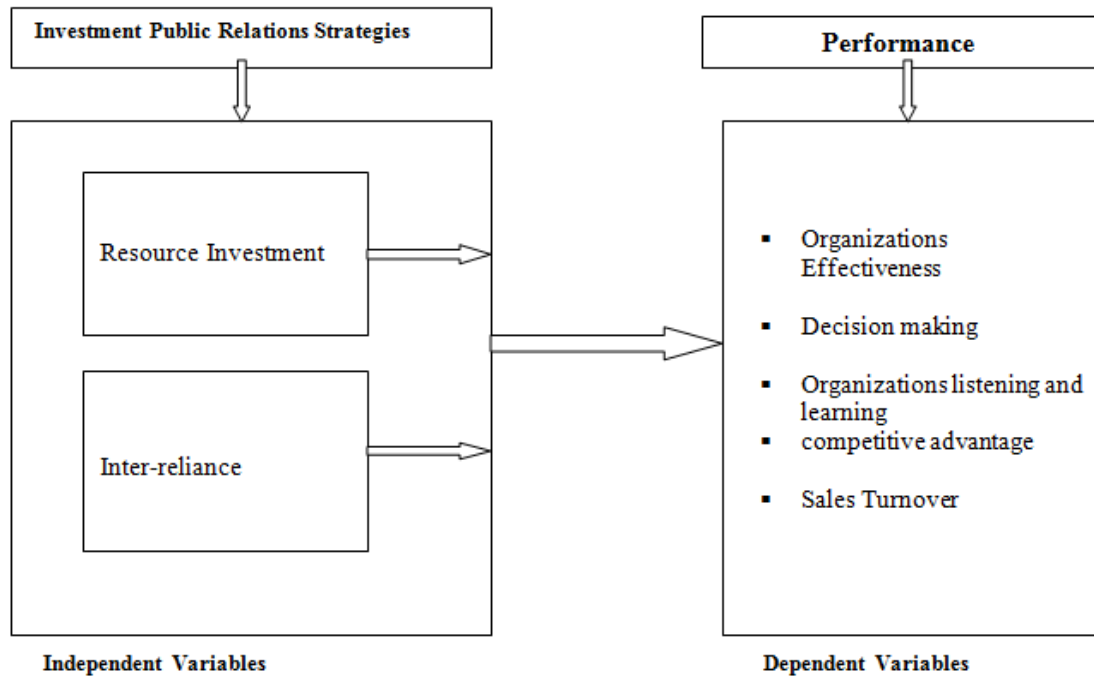 Investment Public Relations Strategies
Performance
Resource Investment
Inter-reliance
▪ Organizations
Effectiveness
▪ Decision making
▪ Organizations listening and
learning
▪ competitive advantage
▪ Sales Turnover
Independent Variables
Dependent Variables